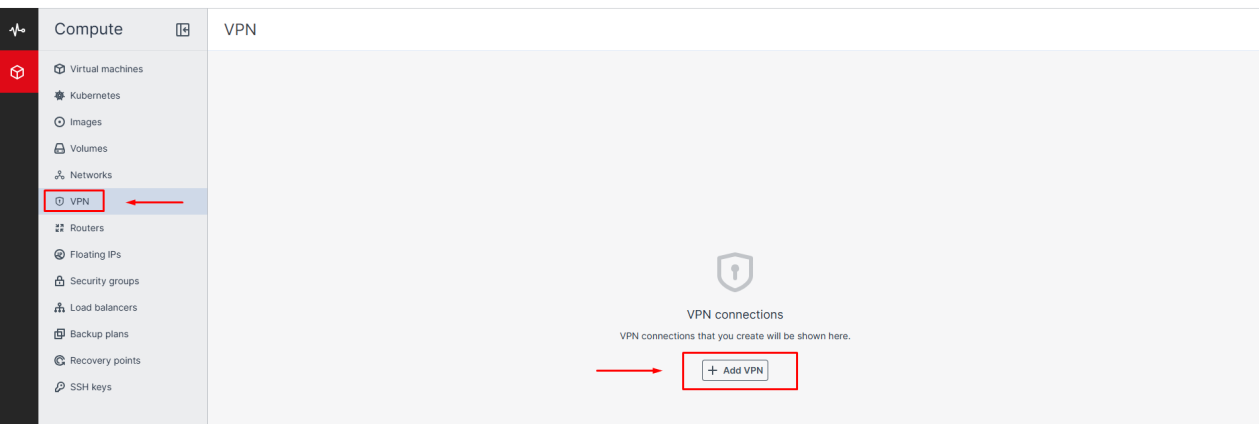 Compute
VPN
Virtual machines
Kubernetes
Images
Volumes
Networks
VPN
Routers
Floating IPs
Security groups
Load balancers
Backup plans
Recovery points
SSH keys
VPN connections
VPN connections that you create will be shown here.
+ Add VPN